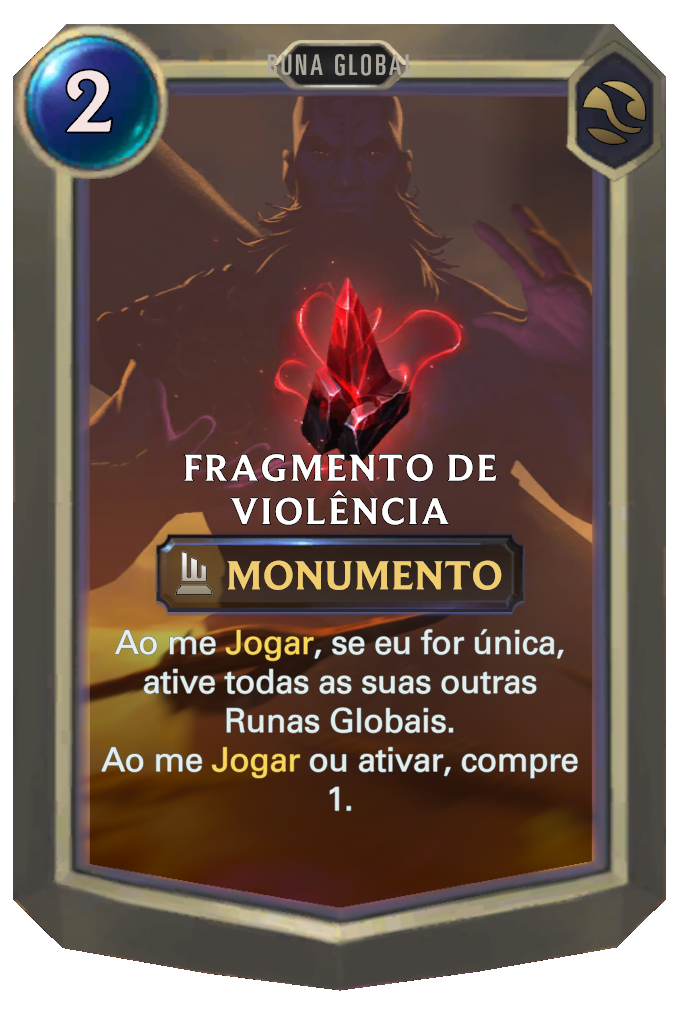 2
RUNA GLOBAL
FRAGMENTO DE
VIOLÊNCIA
MONUMENTO
Ao me Jogar, se eu for única,
ative todas as suas outras
Runas Globais.
Ao me Jogar ou ativar, compre
1.